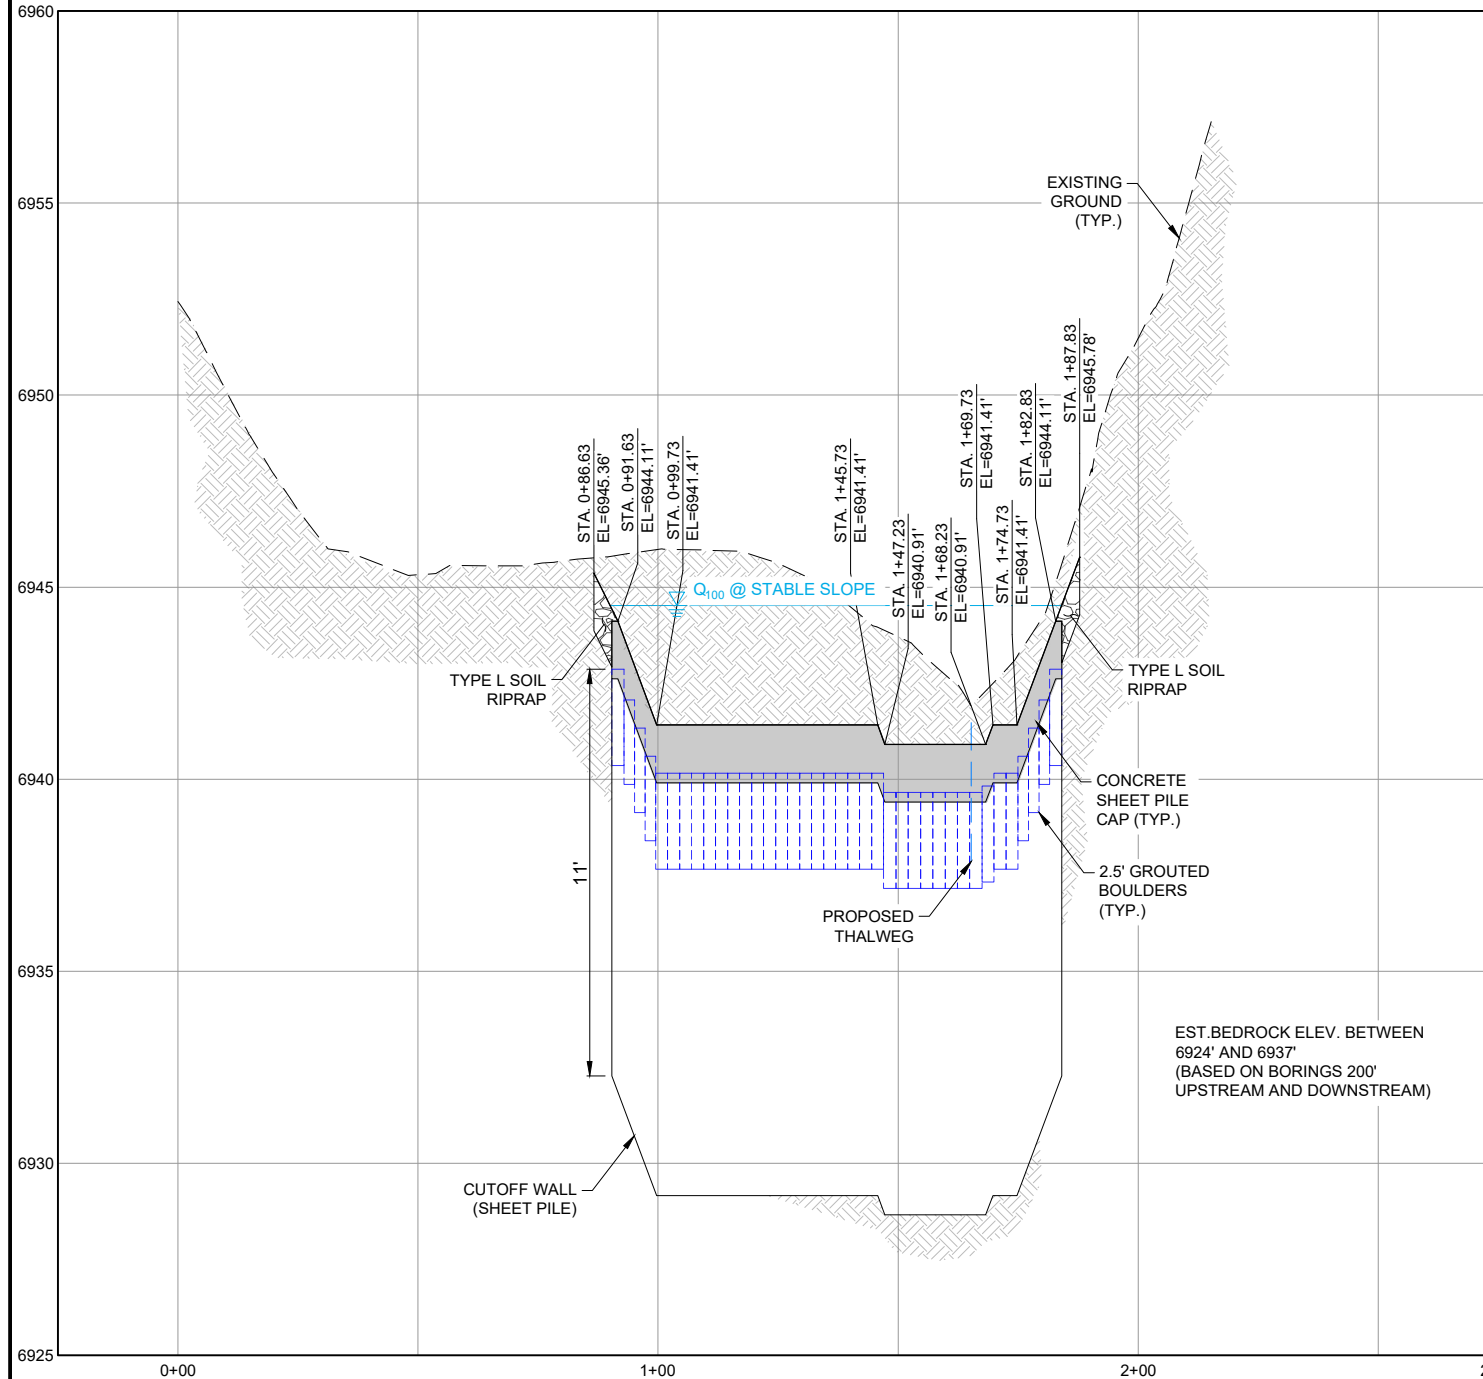 6960
6955
6950
6945
6940
6935
6930
6925
0+00
1+00
2+00
2
EXISTING
GROUND
(TYP.)
STA. 0+86.63
EL=6945.36'
STA. 0+91.63
EL=6944.11'
STA. 0+99.73
EL=6941.41'
STA. 1+45.73
EL=6941.41'
STA. 1+47.23
EL=6940.91'
STA. 1+68.23
EL=6940.91'
STA. 1+69.73
EL=6941.41'
STA. 1+74.73
EL=6941.41'
STA. 1+82.83
EL=6944.11'
STA. 1+87.83
EL=6945.78'
Q100 @ STABLE SLOPE
TYPE L SOIL
RIPRAP
TYPE L SOIL
RIPRAP
CONCRETE
SHEET PILE
CAP (TYP.)
2.5' GROUTED
BOULDERS
(TYP.)
11'
PROPOSED
THALWEG
EST.BEDROCK ELEV. BETWEEN
6924' AND 6937'
(BASED ON BORINGS 200'
UPSTREAM AND DOWNSTREAM)
CUTOFF WALL
(SHEET PILE)